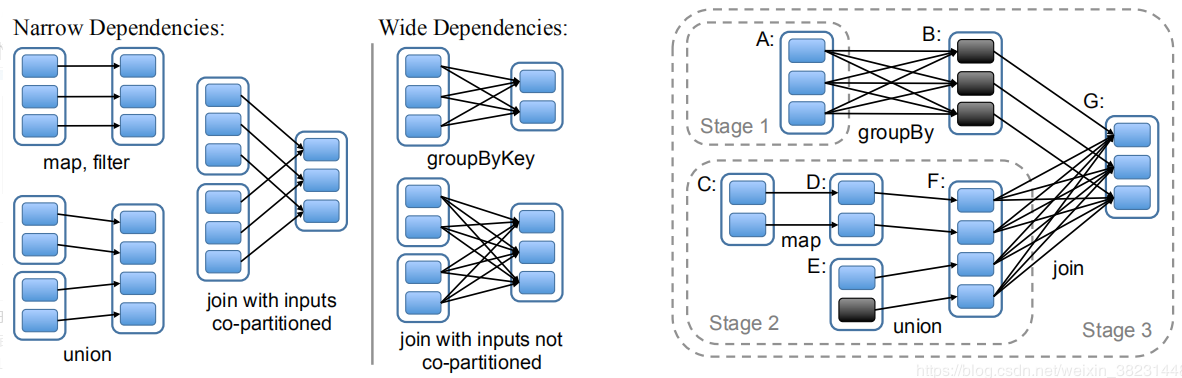 Narrow Dependencies:
map, filter
union
join with inputs
co-partitioned
Wide Dependencies:
groupByKey
join with inputs not
co-partitioned
A:
B:
G:
Stage 1
groupBy
C:
D:
F:
map
E:
join
Stage 2
union
Stage 3
https://blog.csdn.net/weixin_38231448